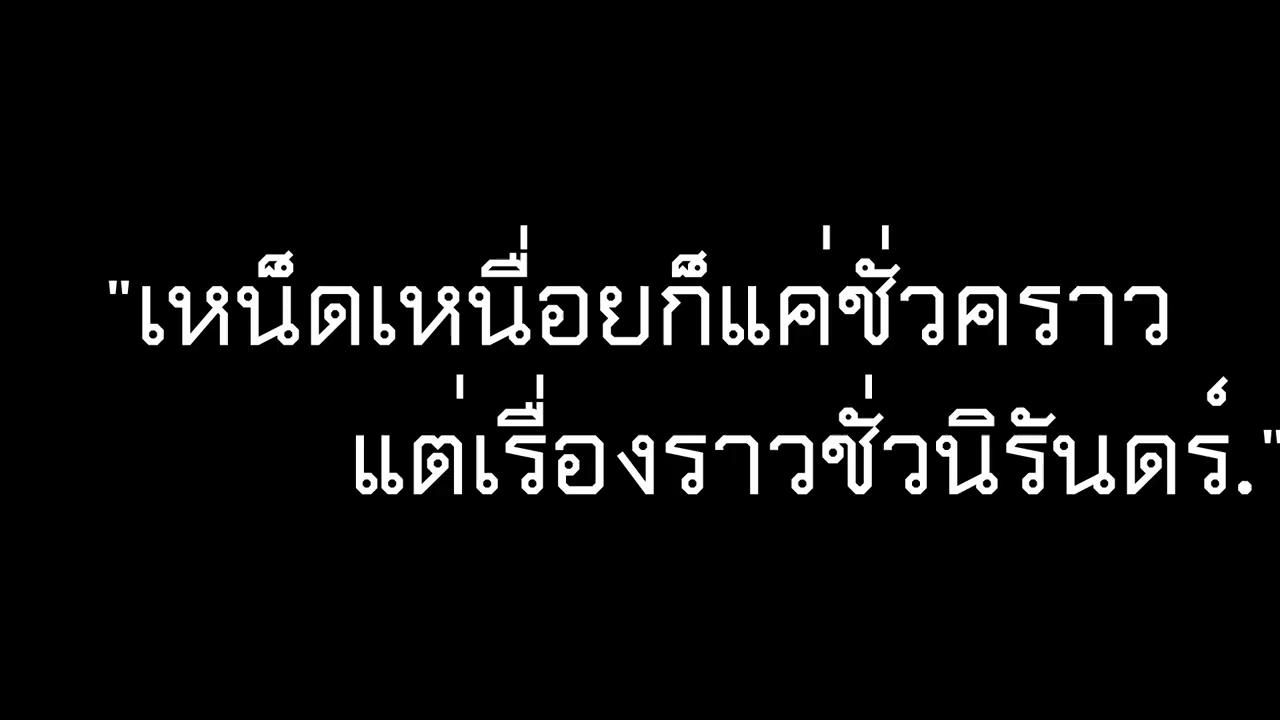 "เหน็ดเหนื่อยก็แค่ชั่วคราว
แต่เรื่องราวชั่วนิรันดร์."